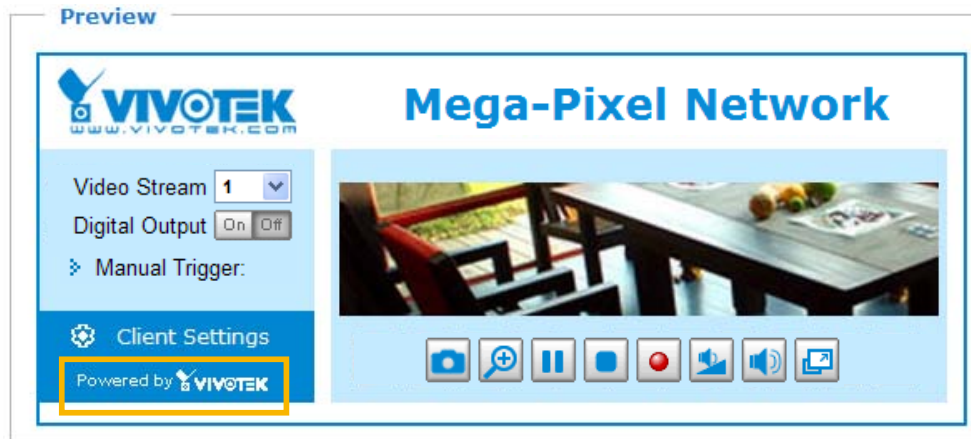 Preview
VIVOTEK
www.vivotek.com
Mega-Pixel Network
Video Stream 1
Digital Output On Off
Manual Trigger:
Client Settings
Powered by VIVOTEK